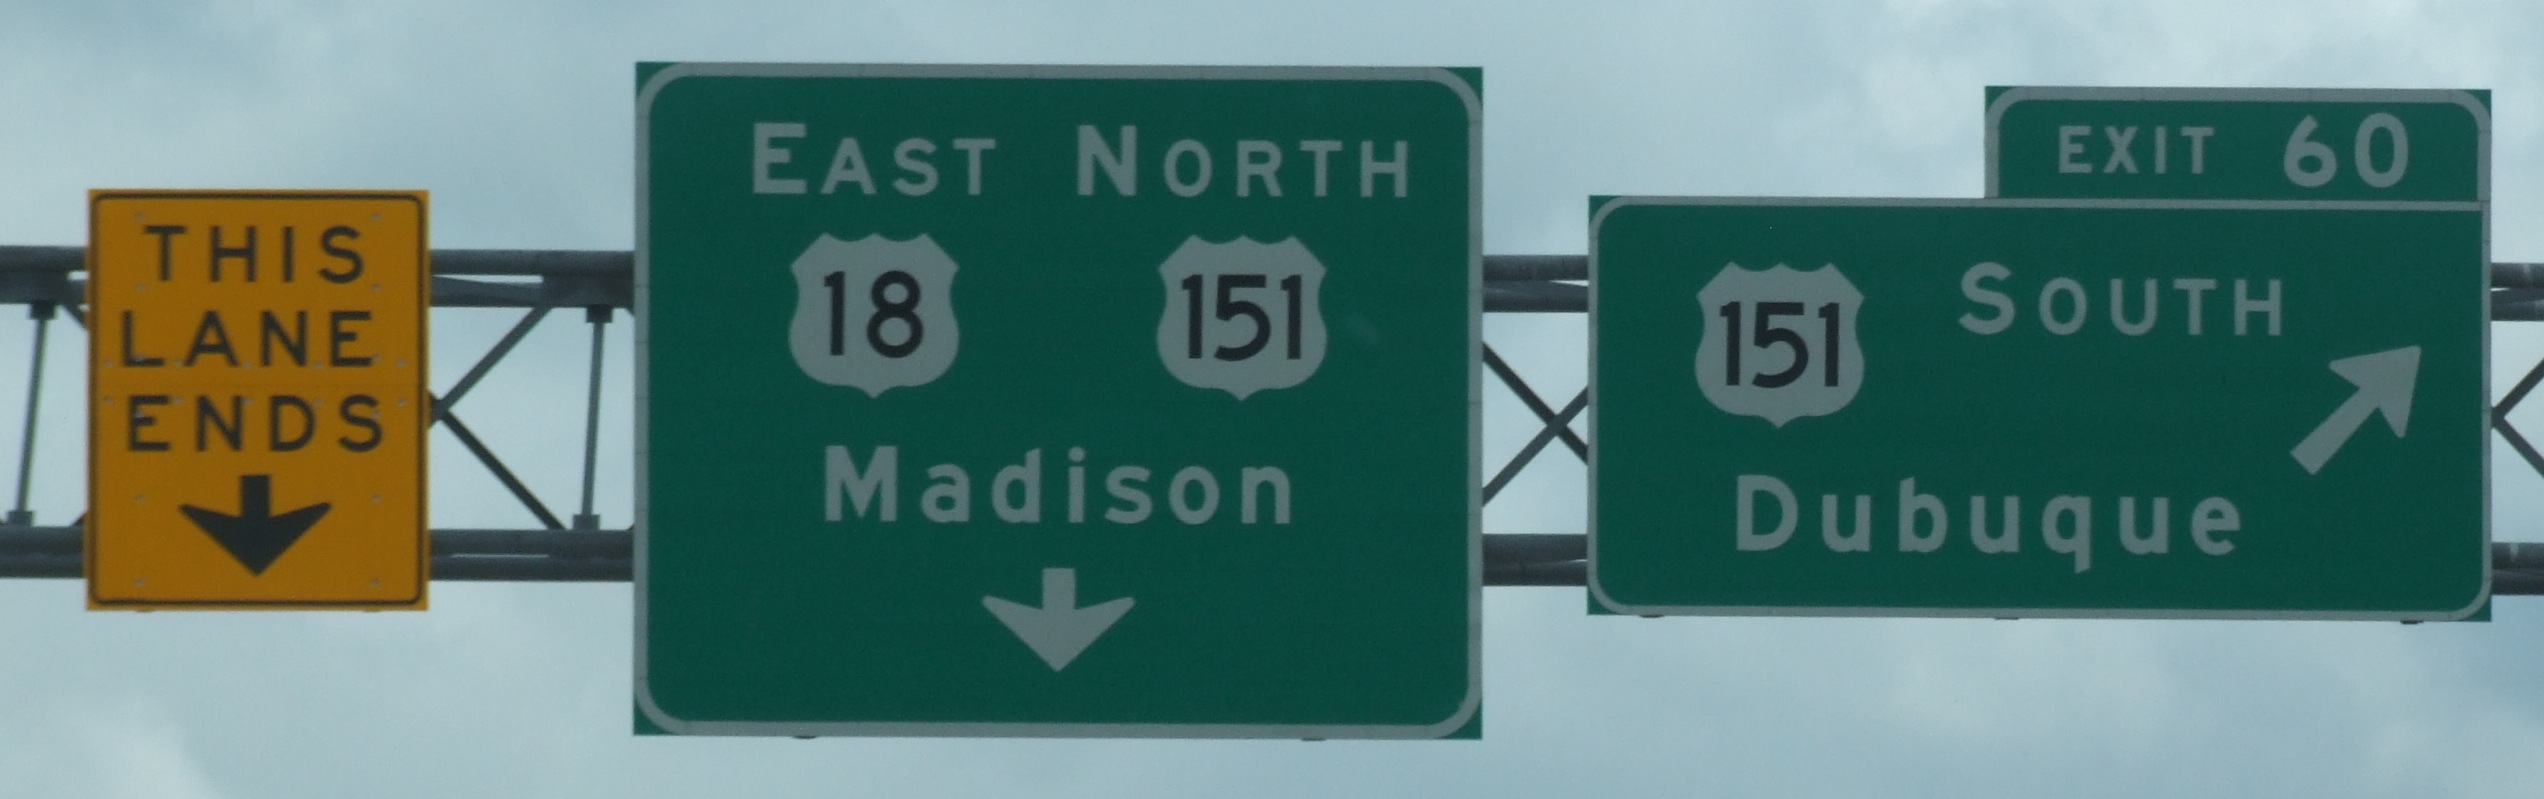 THIS
LANE
ENDS
EAST NORTH
18 151
Madison
EXIT 60
151 SOUTH
Dubuque